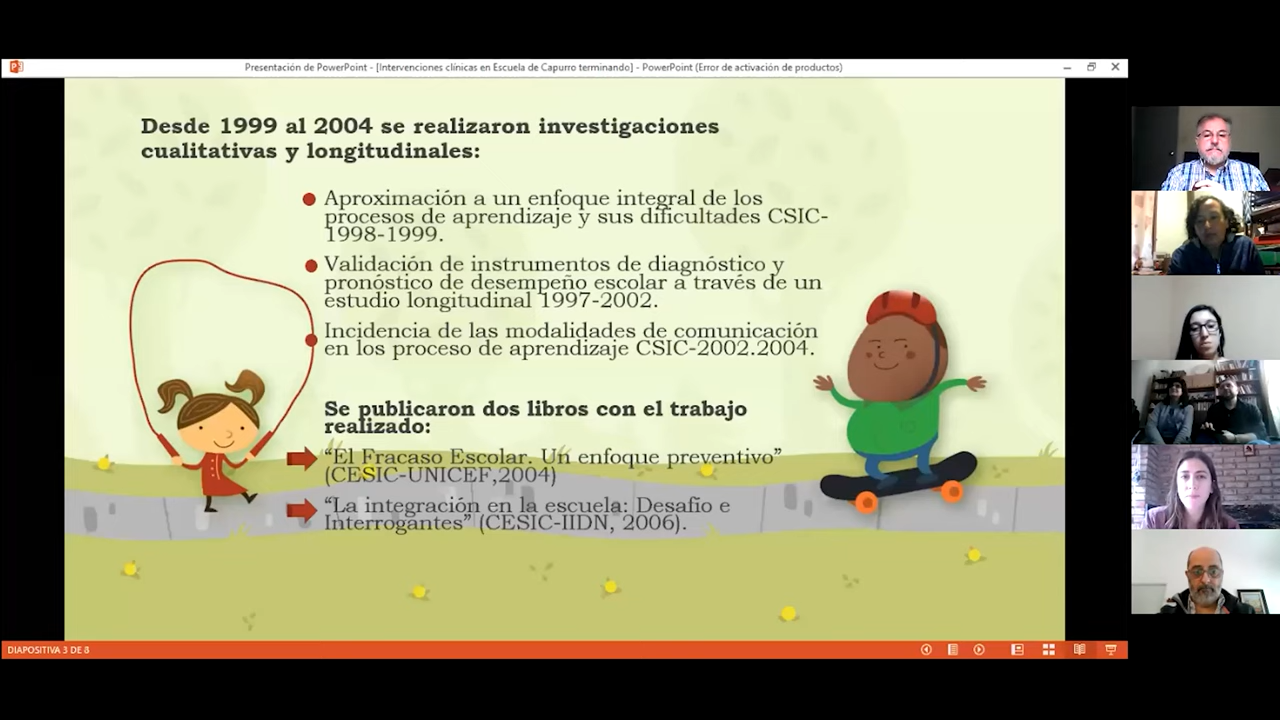 Presentación de PowerPoint - [Intervenciones clínicas en Escuela de Capurro terminando] - PowerPoint (Error de activación de productos)
Desde 1999 al 2004 se realizaron investigaciones
cualitativas y longitudinales:
Aproximación a un enfoque integral de los
procesos de aprendizaje y sus dificultades CSIC-
1998-1999.
Validación de instrumentos de diagnóstico y
pronóstico de desempeño escolar a través de un
estudio longitudinal 1997-2002.
Incidencia de las modalidades de comunicación
en los proceso de aprendizaje CSIC-2002.2004.
Se publicaron dos libros con el trabajo
realizado:
“El Fracaso Escolar. Un enfoque preventivo”
(CESIC-UNICEF,2004)
“La integración en la escuela: Desafío e
Interrogantes” (CESIC-IIDN, 2006).
DIAPOSITIVA 3 DE 8